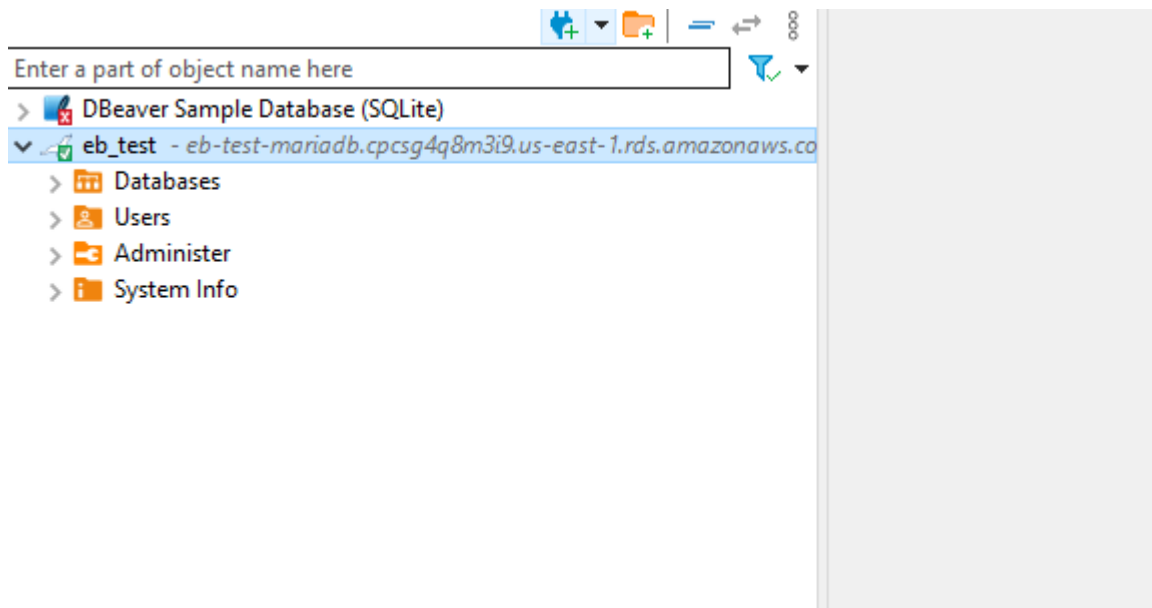 Enter a part of object name here
DBeaver Sample Database (SQLite)
eb_test - eb-test-mariadb.cpcsg4q8m3i9.us-east-1.rds.amazonaws.co
Databases
Users
Administer
System Info